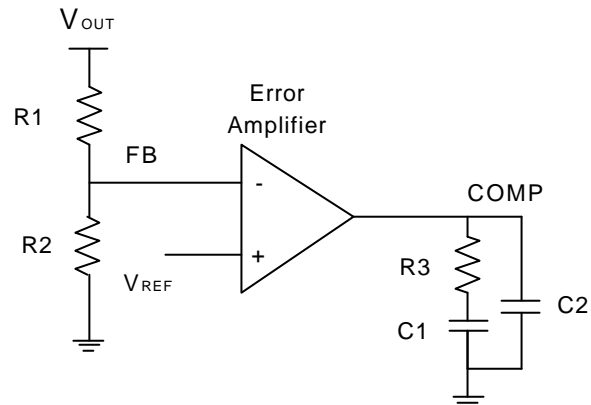 VOUT
R1
Error
Amplifier
FB
-
COMP
R2
+
VREF
R3
C1
C2